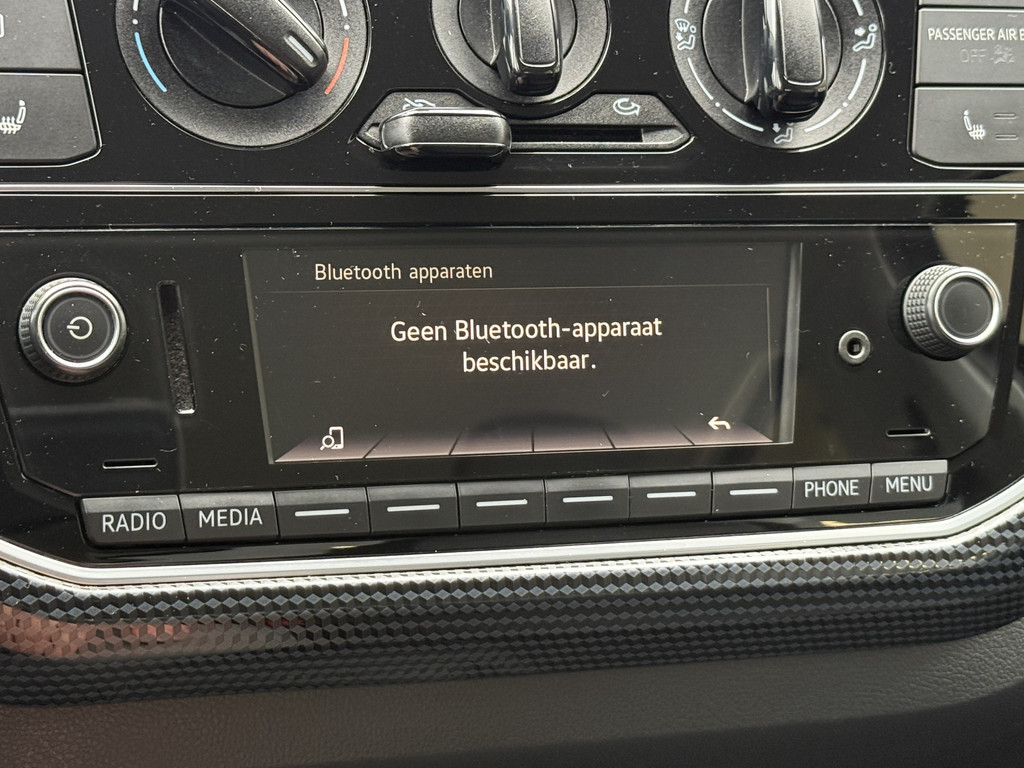 PASSENGER AIR B
OFF
Bluetooth apparaten
Geen Bluetooth-apparaat
beschikbaar.
RADIO
MEDIA
PHONE
MENU